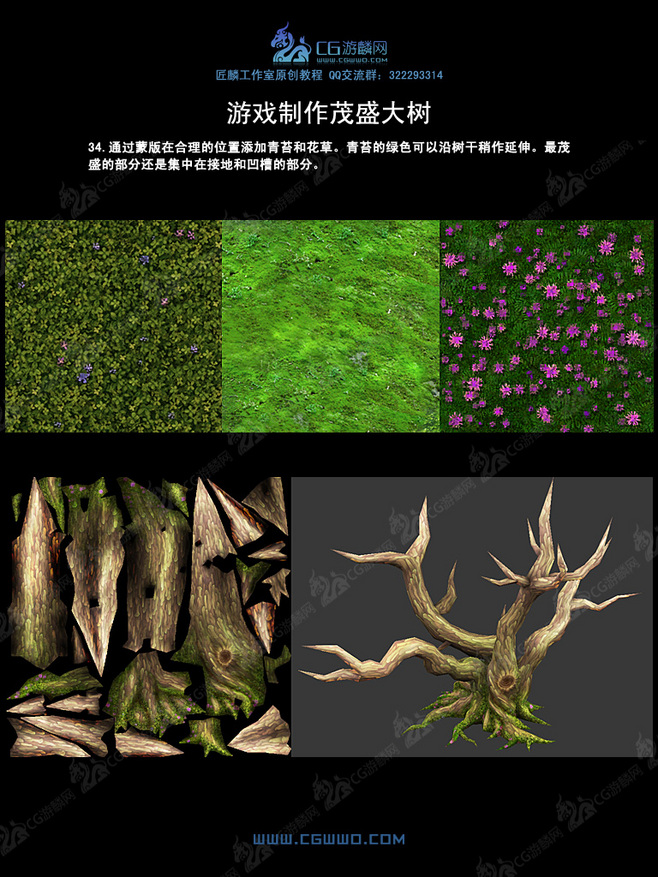 CG游麟网
WWW.CGWWO.COM
匠麟工作室原创教程 QQ交流群：322293314
游戏制作茂盛大树
34.通过蒙版在合理的位置添加青苔和花草。青苔的绿色可以沿树干稍作延伸。最茂
盛的部分还是集中在接地和凹槽的部分。
WWW.CGWWO.COM